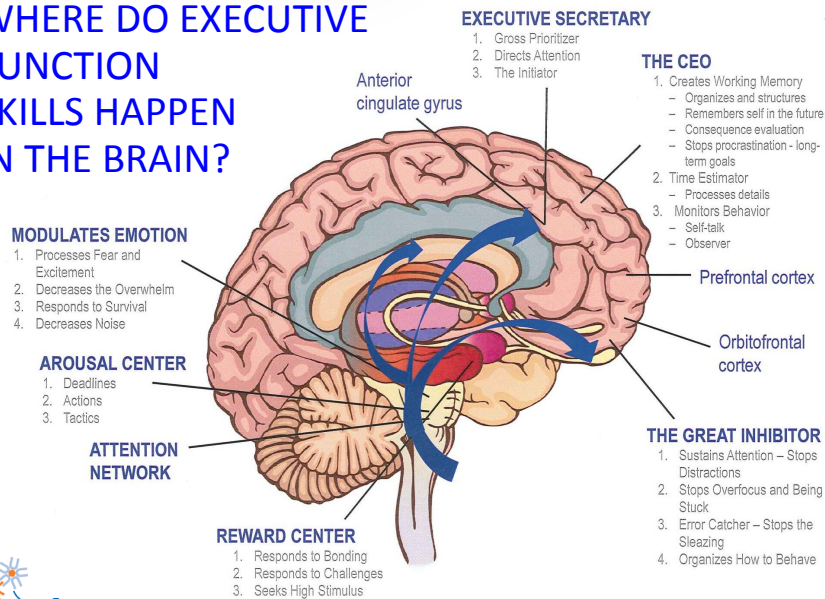 WHERE DO EXECUTIVE
FUNCTION
SKILLS HAPPEN
IN THE BRAIN?
EXECUTIVE SECRETARY
1. Gross Prioritizer
2. Directs Attention
3. The Initiator
Anterior
cingulate gyrus
THE CEO
1. Creates Working Memory
– Organizes and structures
– Remembers self in the future
– Consequence evaluation
– Stops procrastination - long-
term goals
2. Time Estimator
– Processes details
3. Monitors Behavior
– Self-talk
– Observer
MODULATES EMOTION
1. Processes Fear and
Excitement
2. Decreases the Overwhelm
3. Responds to Survival
4. Decreases Noise
Prefrontal cortex
Orbitofrontal
cortex
AROUSAL CENTER
1. Deadlines
2. Actions
3. Tactics
ATTENTION
NETWORK
THE GREAT INHIBITOR
1. Sustains Attention – Stops
Distractions
2. Stops Overfocus and Being
Stuck
3. Error Catcher – Stops the
Sleazing
4. Organizes How to Behave
REWARD CENTER
1. Responds to Bonding
2. Responds to Challenges
3. Seeks High Stimulus